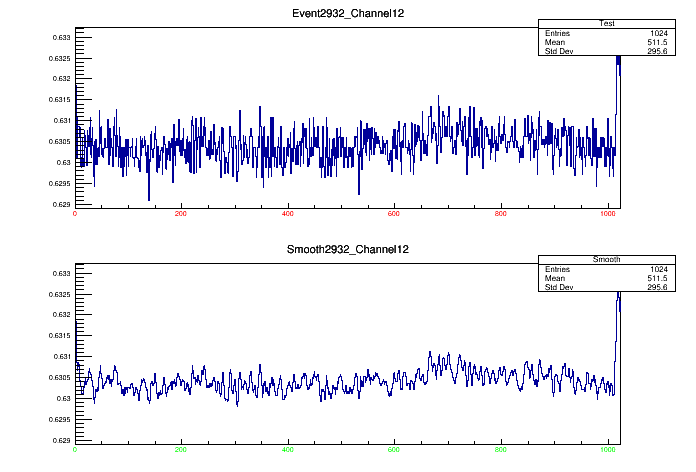 Event2932_Channel12
Test
Entries 1024
Mean 511.5
Std Dev 295.6
0.633
0.6325
0.632
0.6315
0.631
0.6305
0.63
0.6295
0.629
0 200 400 600 800 1000
Smooth2932_Channel12
Smooth
Entries 1024
Mean 511.5
Std Dev 295.6
0.633
0.6325
0.632
0.6315
0.631
0.6305
0.63
0.6295
0.629
0 200 400 600 800 1000